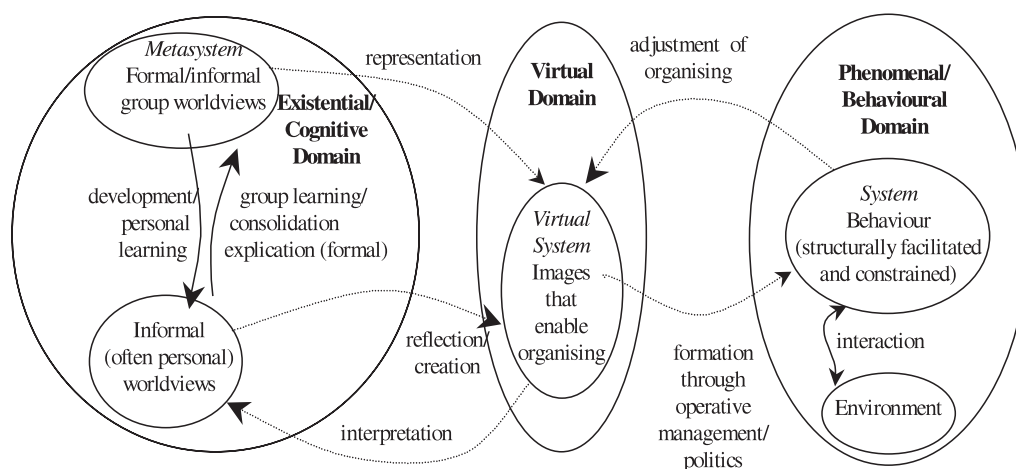 Metasystem
Formal/informal
group worldviews
Existential/
Cognitive
Domain
development/
personal
learning
group learning/
consolidation
explication (formal)
Informal
(often personal)
worldviews
representation
reflection/
creation
interpretation
Virtual
Domain
Virtual
System
Images
that
enable
organising
adjustment of
organising
formation
through
operative
management/
politics
Phenomenal/
Behavioural
Domain
System
Behaviour
(structurally facilitated
and constrained)
interaction
Environment